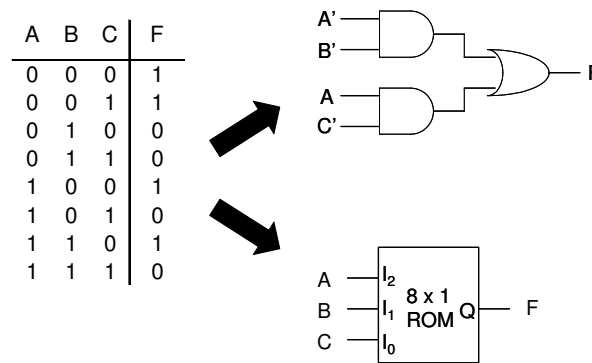 A B C F
0 0 0 1
0 0 1 1
0 1 0 0
0 1 1 0
1 0 0 1
1 0 1 0
1 1 0 1
1 1 1 0
A'
B'
A
C'
F
A I2
B I1
C I0
8 x 1
ROM
Q F